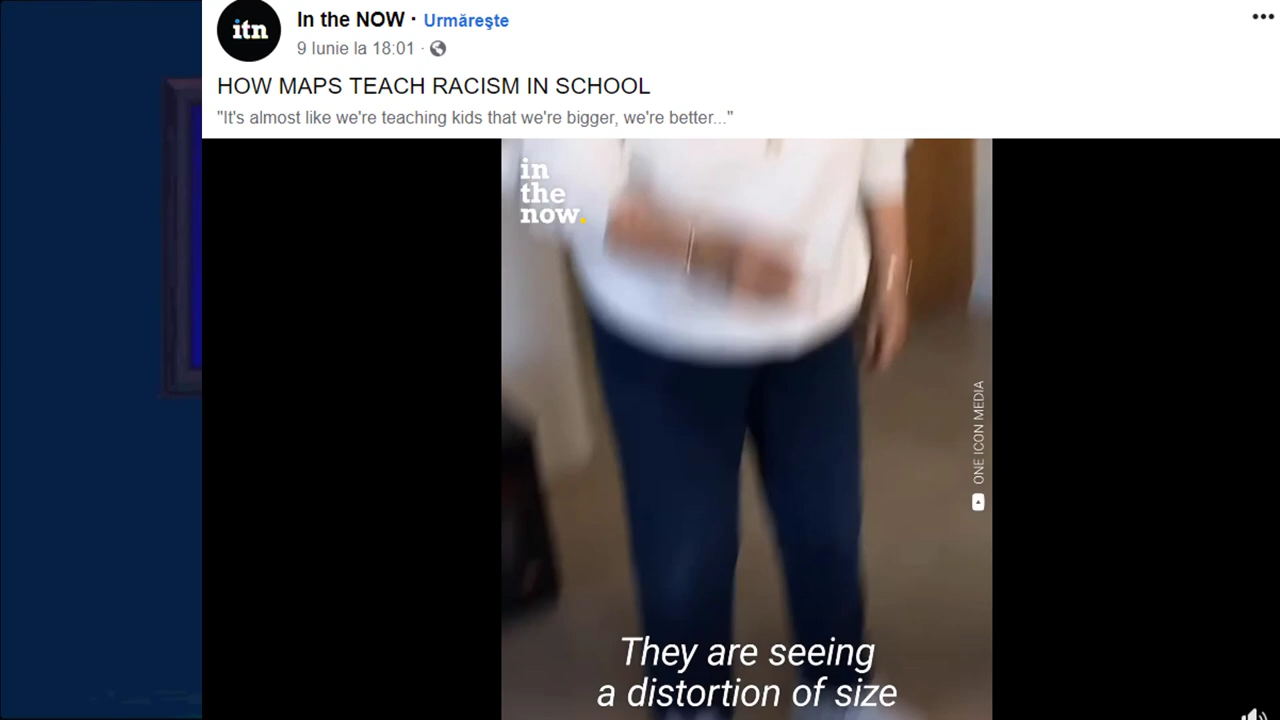 itn
In the NOW · Urmăreşte
9 Iunie la 18:01 ·
HOW MAPS TEACH RACISM IN SCHOOL
"It's almost like we're teaching kids that we're bigger, we're better..."
in
the
now.
ONE ICON MEDIA
They are seeing
a distortion of size